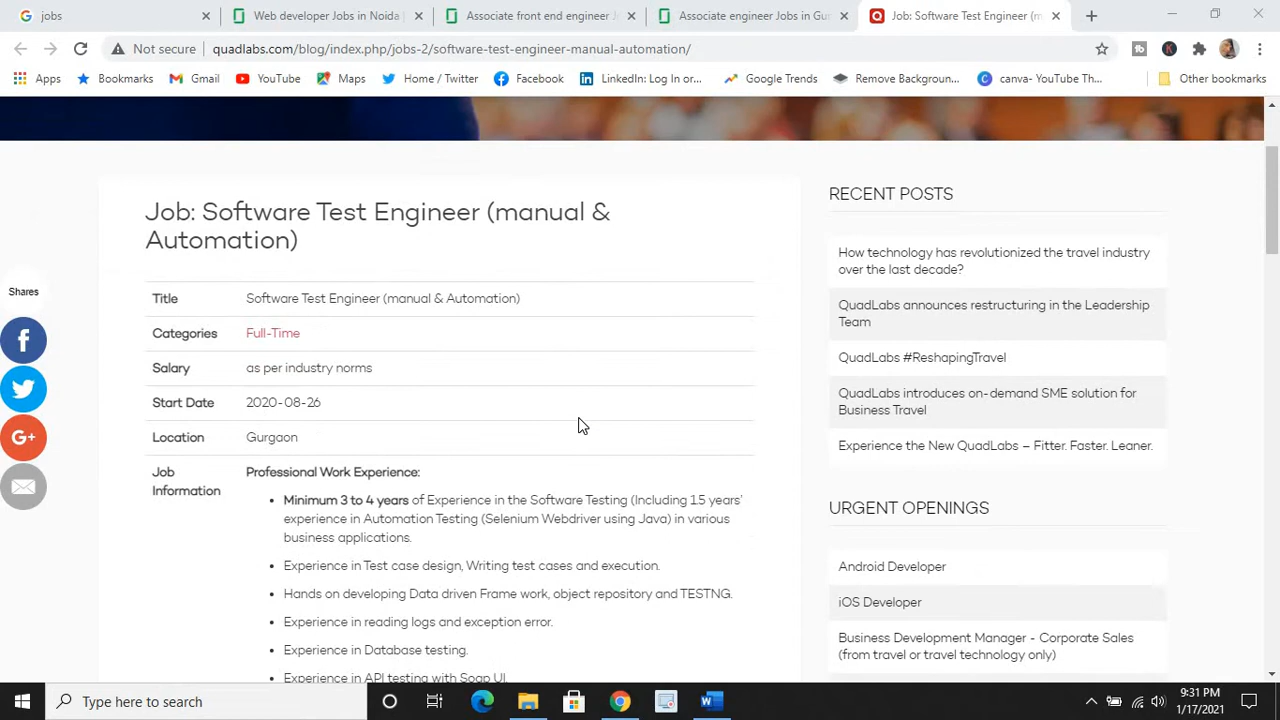 jobs
Web developer Jobs in Noida
Associate front end engineer J
Associate engineer Jobs in Gur
Job: Software Test Engineer (m
Not secure
quadlabs.com/blog/index.php/jobs-2/software-test-engineer-manual-automation/
Apps
Bookmarks
Gmail
YouTube
Maps
Home / Twitter
Facebook
LinkedIn: Log In or...
Google Trends
Remove Backgroun...
canva- YouTube Th...
Other bookmarks
Job: Software Test Engineer (manual &
Automation)
Title Software Test Engineer (manual & Automation)
Categories Full-Time
Salary as per industry norms
Start Date 2020-08-26
Location Gurgaon
Job
Information
Professional Work Experience:
• Minimum 3 to 4 years of Experience in the Software Testing (Including 1.5 years'
experience in Automation Testing (Selenium Webdriver using Java) in various
business applications.
• Experience in Test case design, Writing test cases and execution.
• Hands on developing Data driven Frame work, object repository and TESTNG.
• Experience in reading logs and exception error.
• Experience in Database testing.
• Experience in API testing with Soap UI.
Shares
RECENT POSTS
How technology has revolutionized the travel industry
over the last decade?
QuadLabs announces restructuring in the Leadership
Team
QuadLabs #ReshapingTravel
QuadLabs introduces on-demand SME solution for
Business Travel
Experience the New QuadLabs – Fitter. Faster. Leaner.
URGENT OPENINGS
Android Developer
iOS Developer
Business Development Manager - Corporate Sales
(from travel or travel technology only)
Type here to search
9:31 PM
1/17/2021